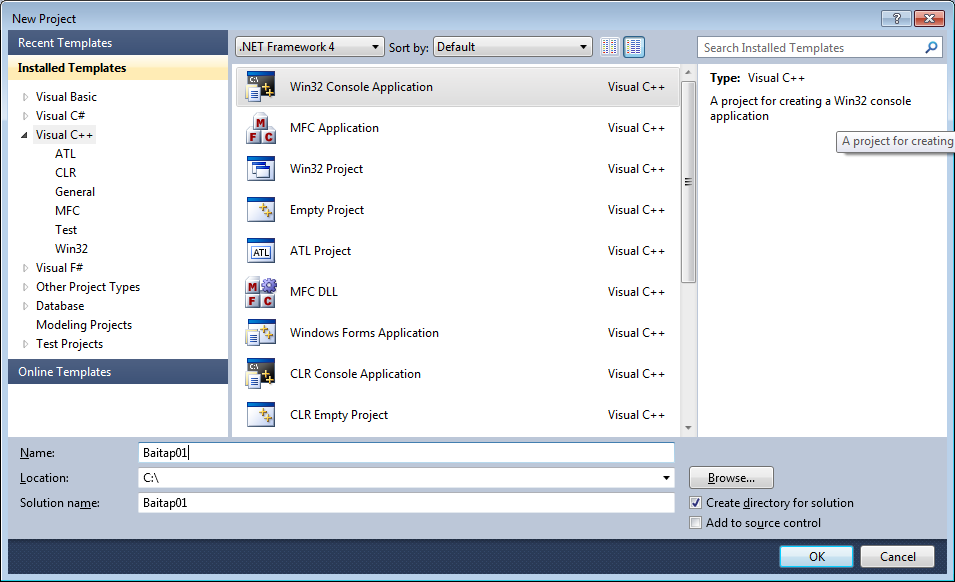 New Project
Recent Templates
Installed Templates
Visual Basic
Visual C#
Visual C++
ATL
CLR
General
MFC
Test
Win32
Visual F#
Other Project Types
Database
Modeling Projects
Test Projects
Online Templates
.NET Framework 4 Sort by: Default
Win32 Console Application Visual C++
MFC Application Visual C++
Win32 Project Visual C++
Empty Project Visual C++
ATL Project Visual C++
MFC DLL Visual C++
Windows Forms Application Visual C++
CLR Console Application Visual C++
CLR Empty Project Visual C++
Search Installed Templates
Type: Visual C++
A project for creating a Win32 console
application
A project for creating
Name: Baitap01
Location: C:\
Solution name: Baitap01
Browse...
Create directory for solution
Add to source control
OK Cancel